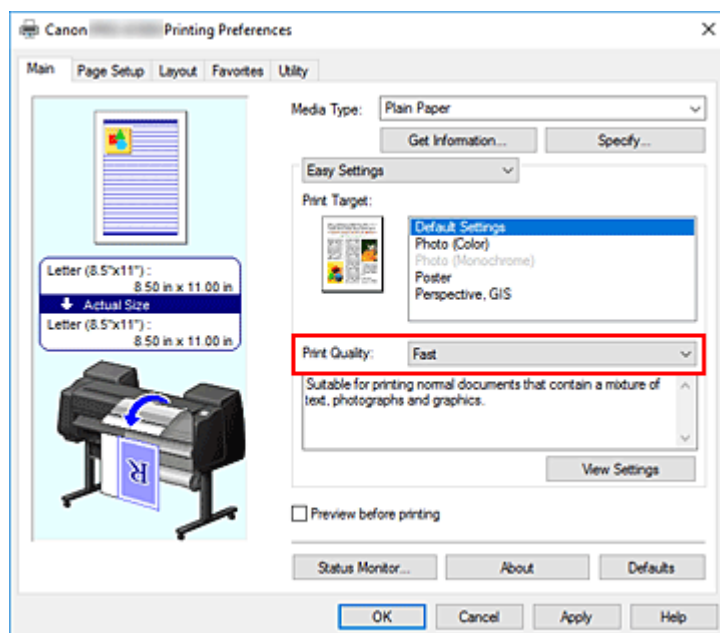 Canon Printing Preferences
Main Page Setup Layout Favorites Utility
Media Type: Plain Paper
Get Information... Specify...
Easy Settings
Print Target:
Default Settings
Photo (Color)
Photo (Monochrome)
Poster
Perspective, GIS
Letter (8.5"x11") :
8.50 in x 11.00 in
Actual Size
Letter (8.5"x11") :
8.50 in x 11.00 in
R
Print Quality: Fast
Suitable for printing normal documents that contain a mixture of
text, photographs and graphics.
View Settings
Preview before printing
Status Monitor... About Defaults
OK Cancel Apply Help